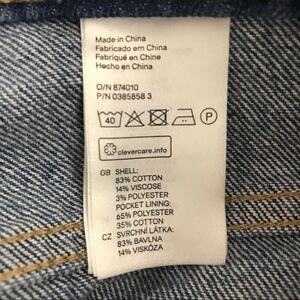 Made in China
Fabricado em China
Fabriqué en Chine
Hecho en China
O/N 874010
P/N 0385858 3
40 P
clevercare.info
GB SHELL:
83% COTTON
14% VISCOSE
3% POLYESTER
POCKET LINING:
65% POLYESTER
35% COTTON
CZ SVRCHNÍ LÁTKA:
83% BAVLNA
14% VISKÓZA